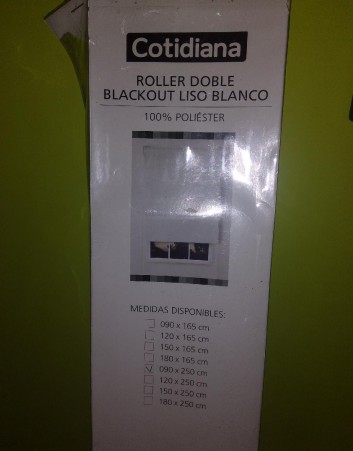 Cotidiana
ROLLER DOBLE
BLACKOUT LISO BLANCO
100% POLIÉSTER
MEDIDAS DISPONIBLES:
090 x 165 cm
120 x 165 cm
150 x 165 cm
180 x 165 cm
090 x 250 cm
120 x 250 cm
150 x 250 cm
180 x 250 cm